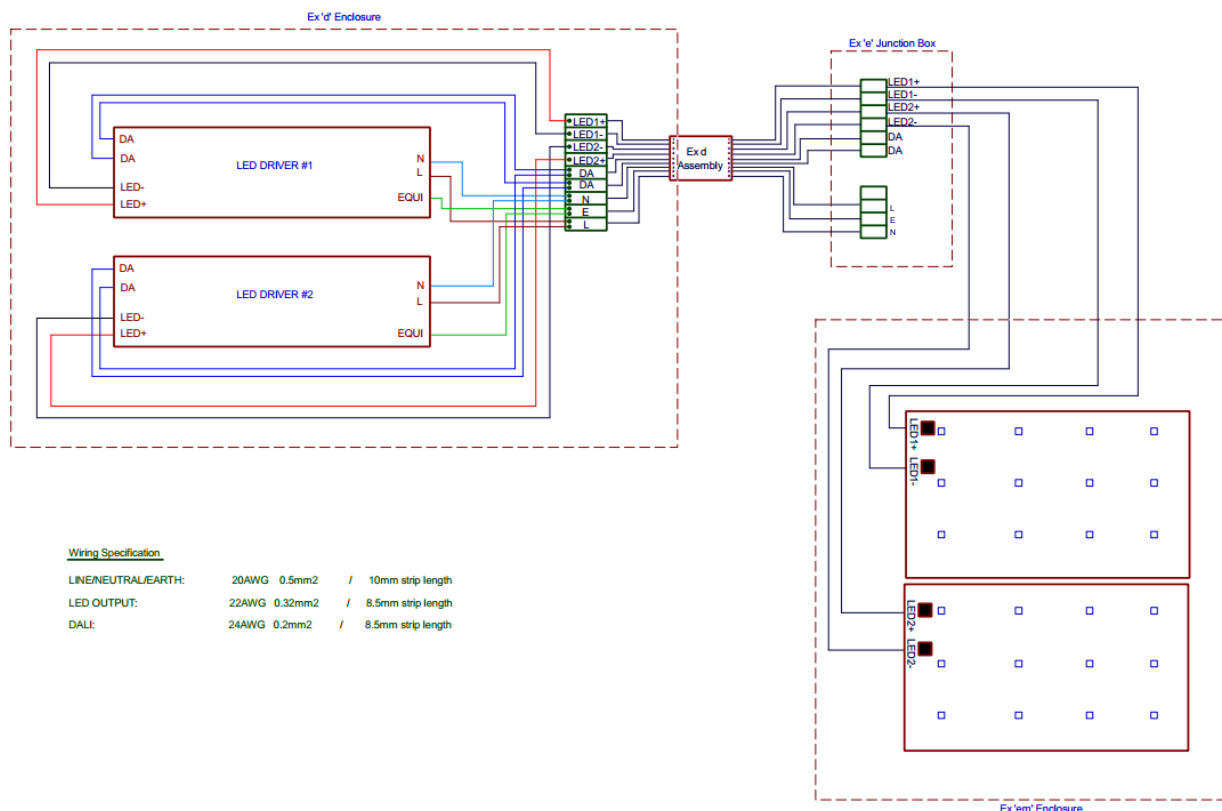 Ex 'd' Enclosure
Ex 'e' Junction Box
LED1+
LED1-
LED2+
LED2-
DA
DA
L
E
N
LED1+
LED1-
LED2-
LED2+
DA
DA
N
E
L
Ex d
Assembly
DA
DA
LED-
LED+
LED DRIVER #1
N
L
EQUI
DA
DA
LED-
LED+
LED DRIVER #2
N
L
EQUI
LED1+
LED1-
LED2+
LED2-
Wiring Specification
LINE/NEUTRAL/EARTH: 20AWG 0.5mm2 / 10mm strip length
LED OUTPUT: 22AWG 0.32mm2 / 8.5mm strip length
DALI: 24AWG 0.2mm2 / 8.5mm strip length
Ex 'em' Enclosure